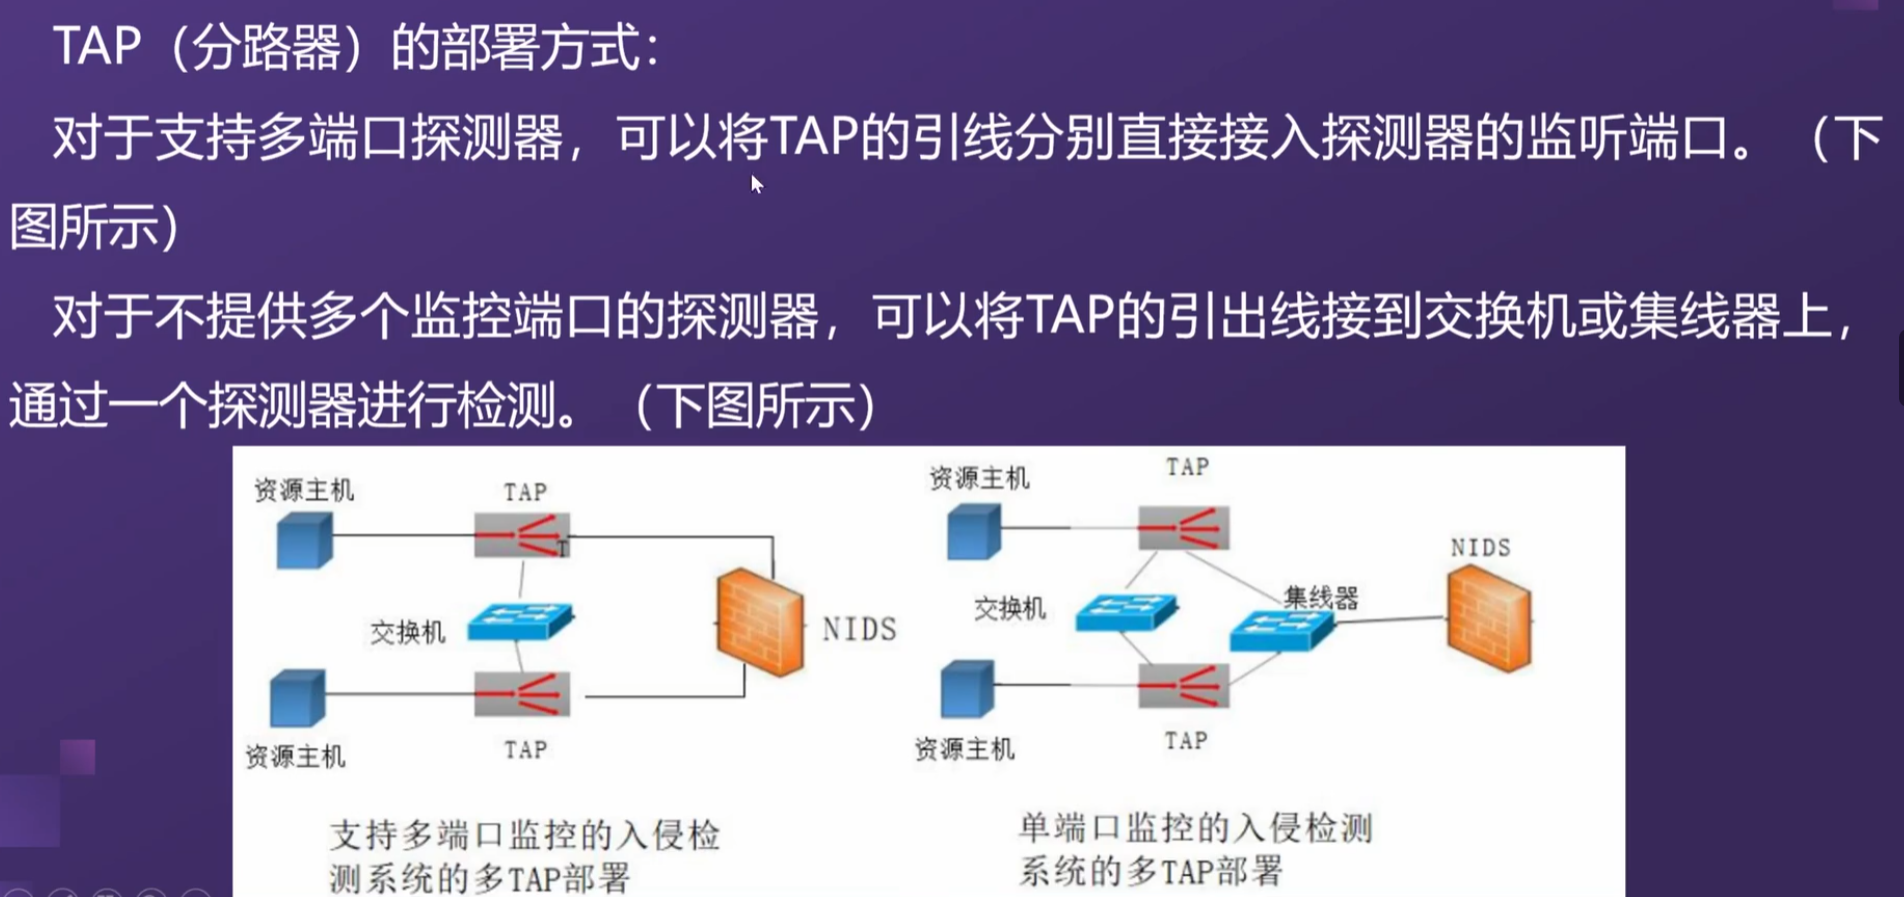 TAP（分路器）的部署方式：
对于支持多端口探测器，可以将TAP的引线分别直接接入探测器的监听端口。（下
图所示）
对于不提供多个监控端口的探测器，可以将TAP的引出线接到交换机或集线器上，
通过一个探测器进行检测。（下图所示）
资源主机
TAP
T
交换机
NIDS
资源主机
TAP
支持多端口监控的入侵检
测系统的多TAP部署
资源主机
TAP
NIDS
交换机
集线器
资源主机
TAP
单端口监控的入侵检测
系统的多TAP部署